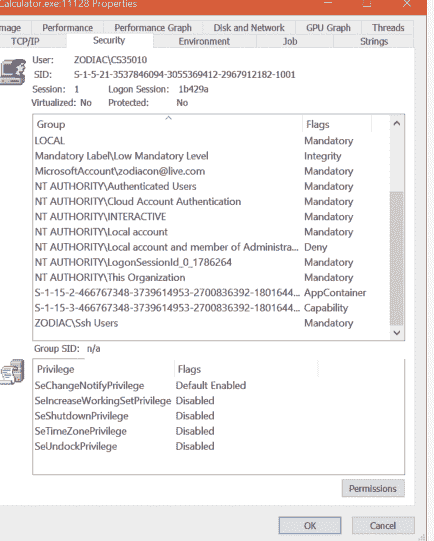 Calculator.exe:11128 Properties
mage Performance Performance Graph Disk and Network GPU Graph Threads
TCP/IP Security Environment Job Strings
User: ZODIAC\CS35010
SID: S-1-5-21-3537846094-3055369412-2967912182-1001
Session: 1 Logon Session: 1b429a
Virtualized: No Protected: No
Group Flags
LOCAL Mandatory
Mandatory Label\Low Mandatory Level Integrity
MicrosoftAccount\zodiacon@live.com Mandatory
NT AUTHORITY\Authenticated Users Mandatory
NT AUTHORITY\Cloud Account Authentication Mandatory
NT AUTHORITY\INTERACTIVE Mandatory
NT AUTHORITY\Local account Mandatory
NT AUTHORITY\Local account and member of Administra... Deny
NT AUTHORITY\LogonSessionId_0_1786264 Mandatory
NT AUTHORITY\This Organization Mandatory
S-1-15-2-466767348-3739614953-2700836392-1801644... AppContainer
S-1-15-3-466767348-3739614953-2700836392-1801644... Capability
ZODIAC\Ssh Users Mandatory
Group SID: n/a
Privilege Flags
SeChangeNotifyPrivilege Default Enabled
SeIncreaseWorkingSetPrivilege Disabled
SeShutdownPrivilege Disabled
SeTimeZonePrivilege Disabled
SeUndockPrivilege Disabled
Permissions
OK Cancel